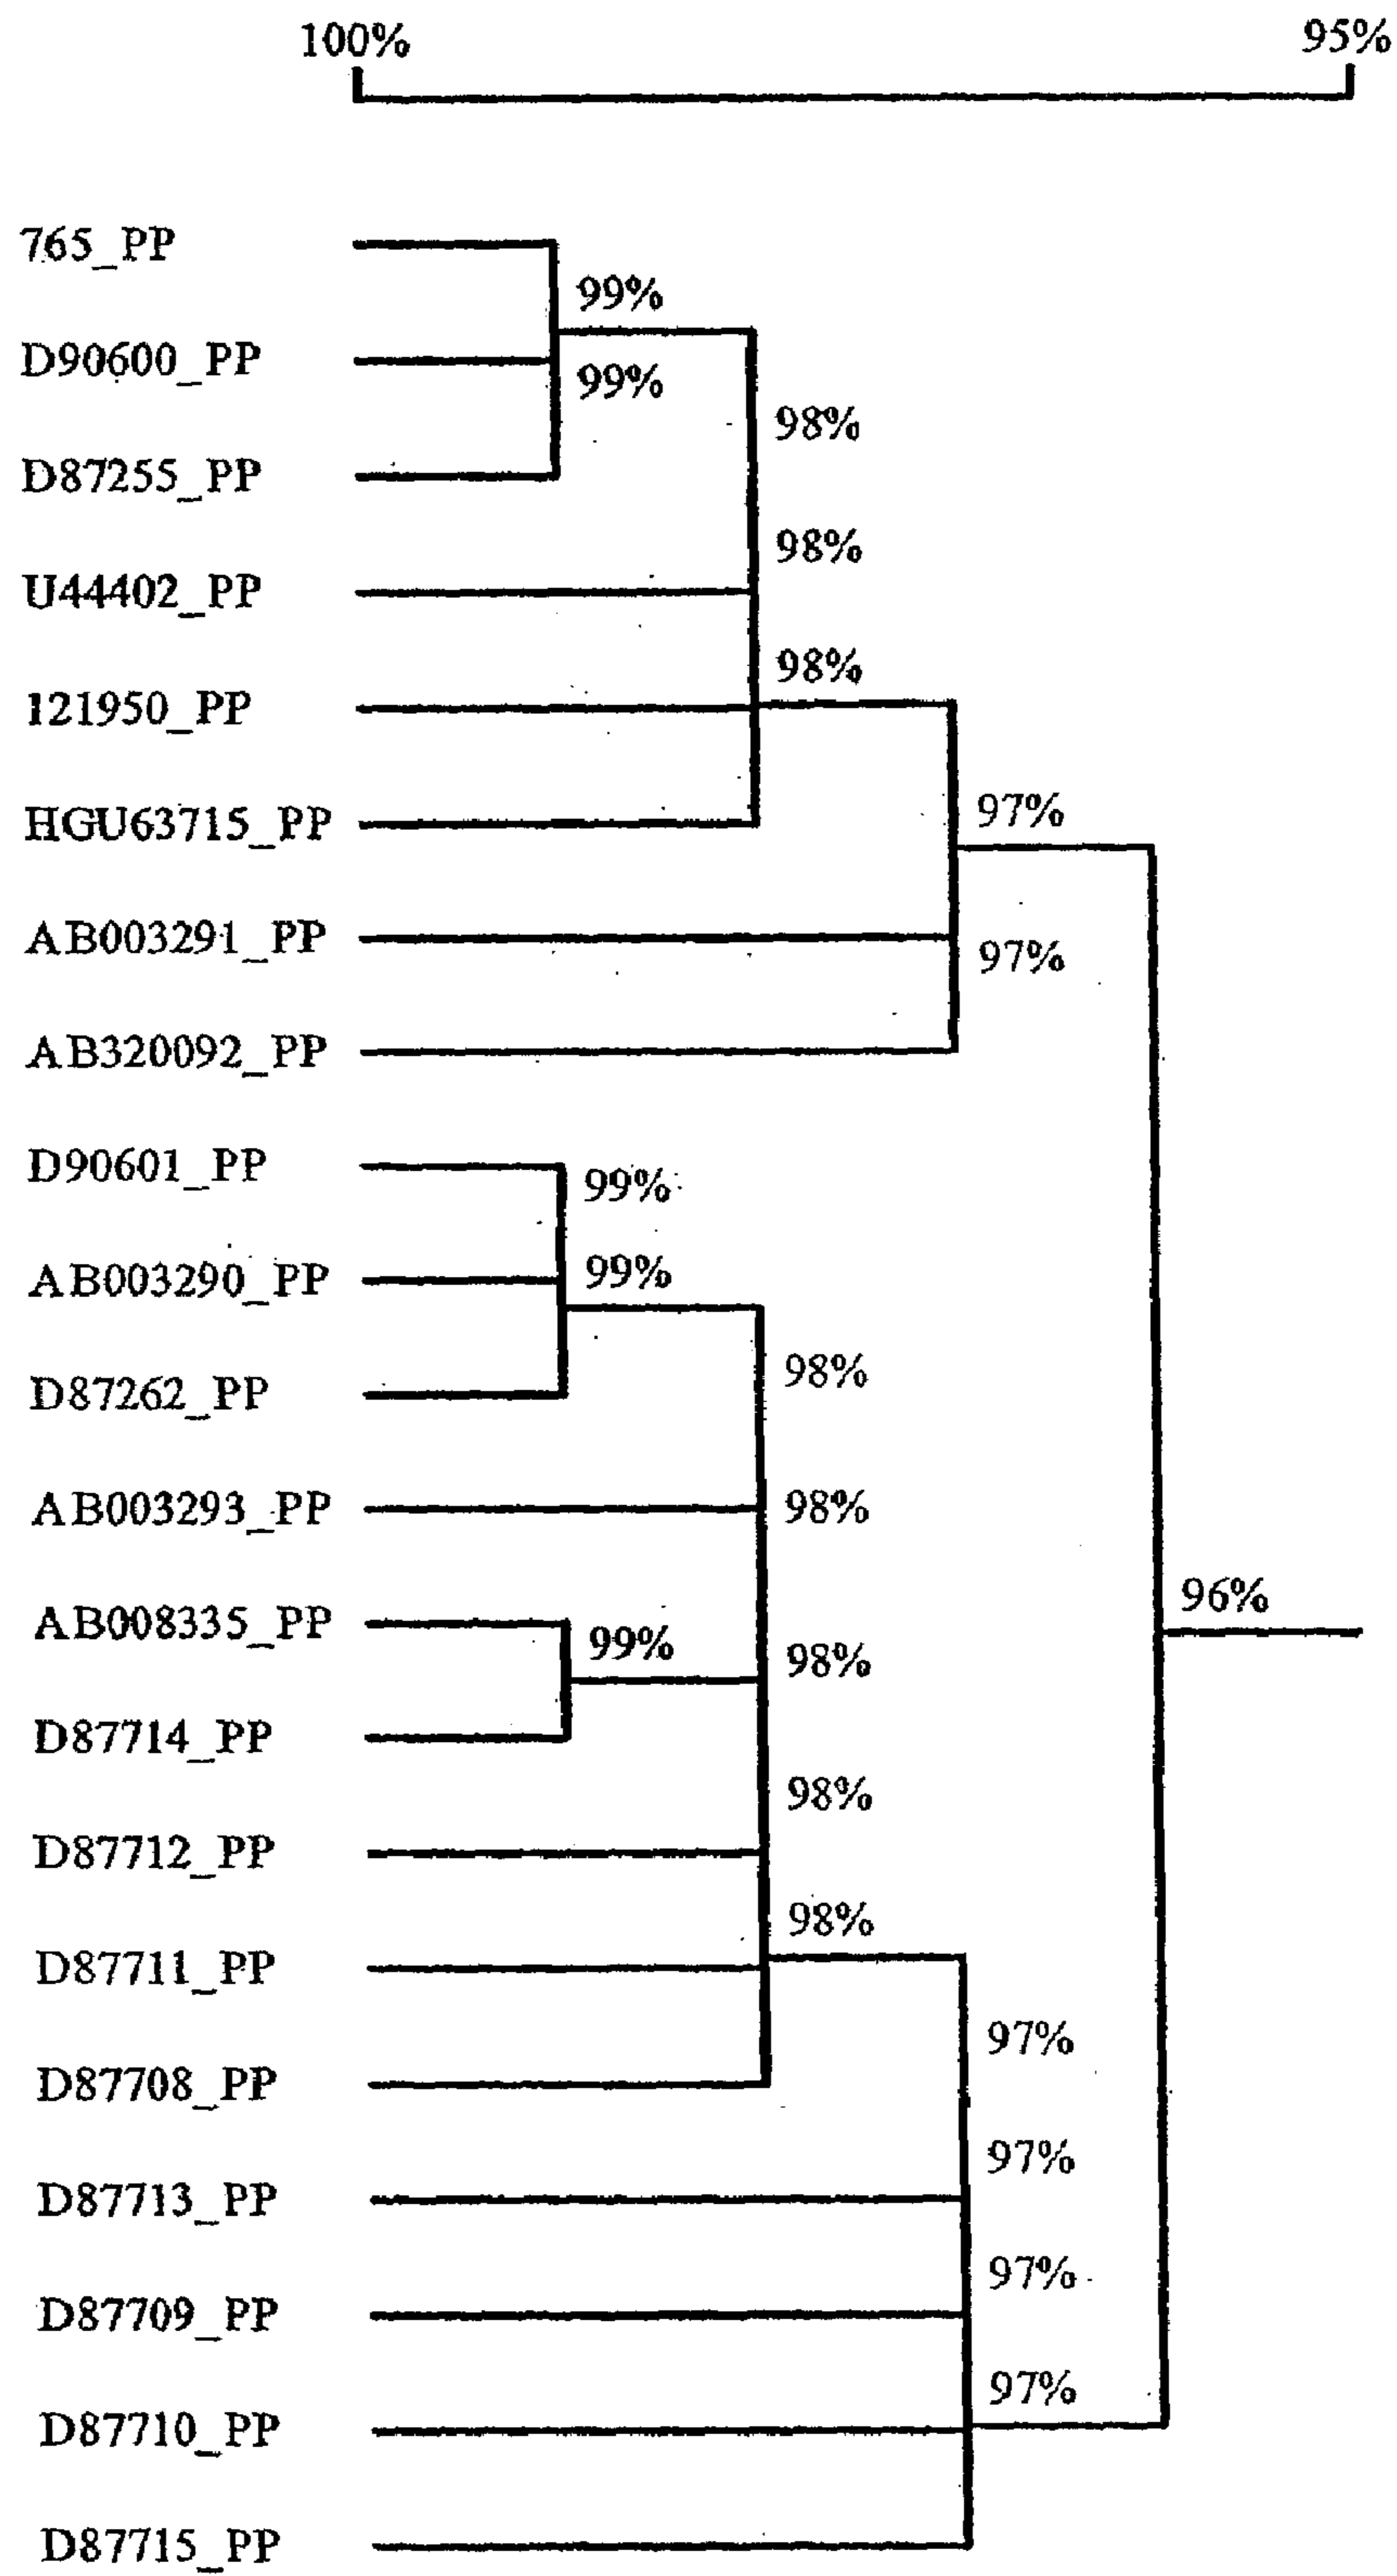 100% 95%
765_PP
99%
D90600_PP
99%
98%
D87255_PP
98%
U44402_PP
98%
121950_PP
97%
HGU63715_PP
AB003291_PP
97%
AB320092_PP
D90601_PP
99%
AB003290_PP
99%
98%
D87262_PP
AB003293_PP
98%
96%
AB008335_PP
99%
98%
D87714_PP
98%
D87712_PP
98%
D87711_PP
97%
D87708_PP
97%
D87713_PP
97%
D87709_PP
97%
D87710_PP
D87715_PP